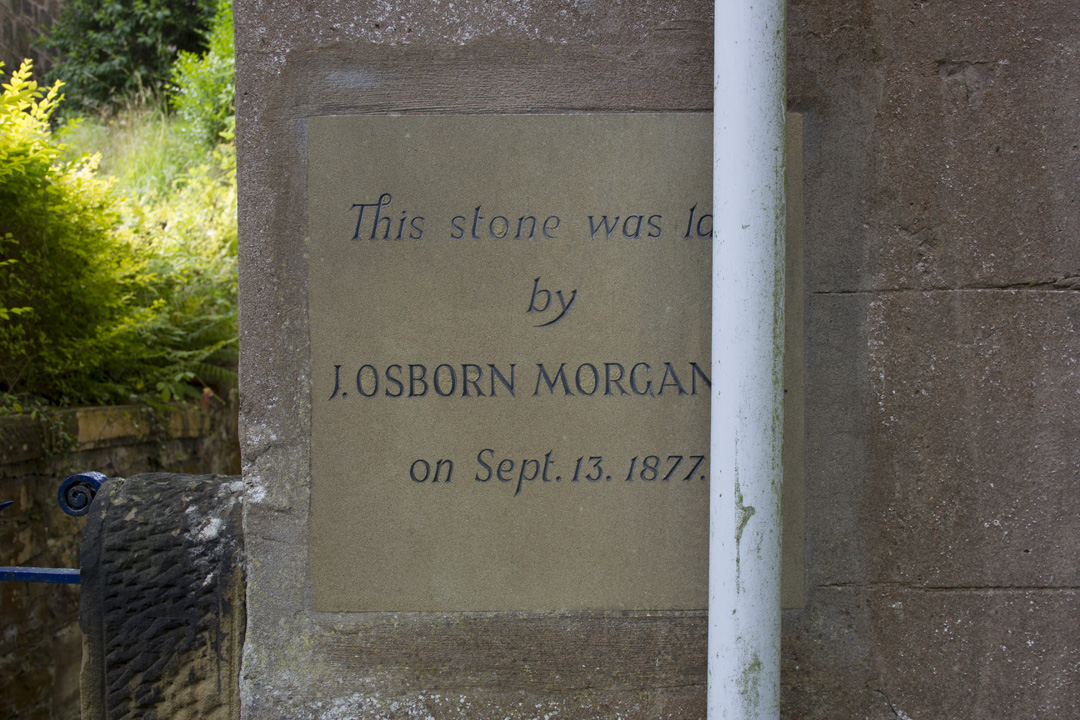 This stone was
by
J. OSBORN MORGAN
on Sept. 13. 1877.